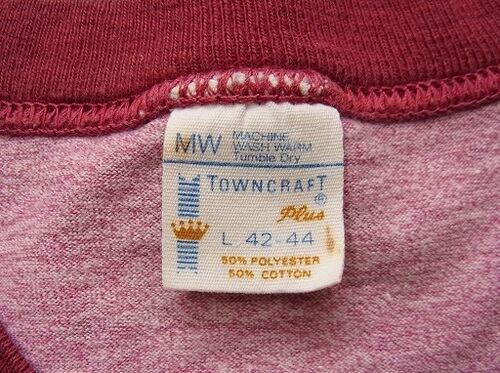 MW MACHINE
WASH WARM
Tumble Dry
TOWNCRAFT®
Plus
L 42-44
50% POLYESTER
50% COTTON